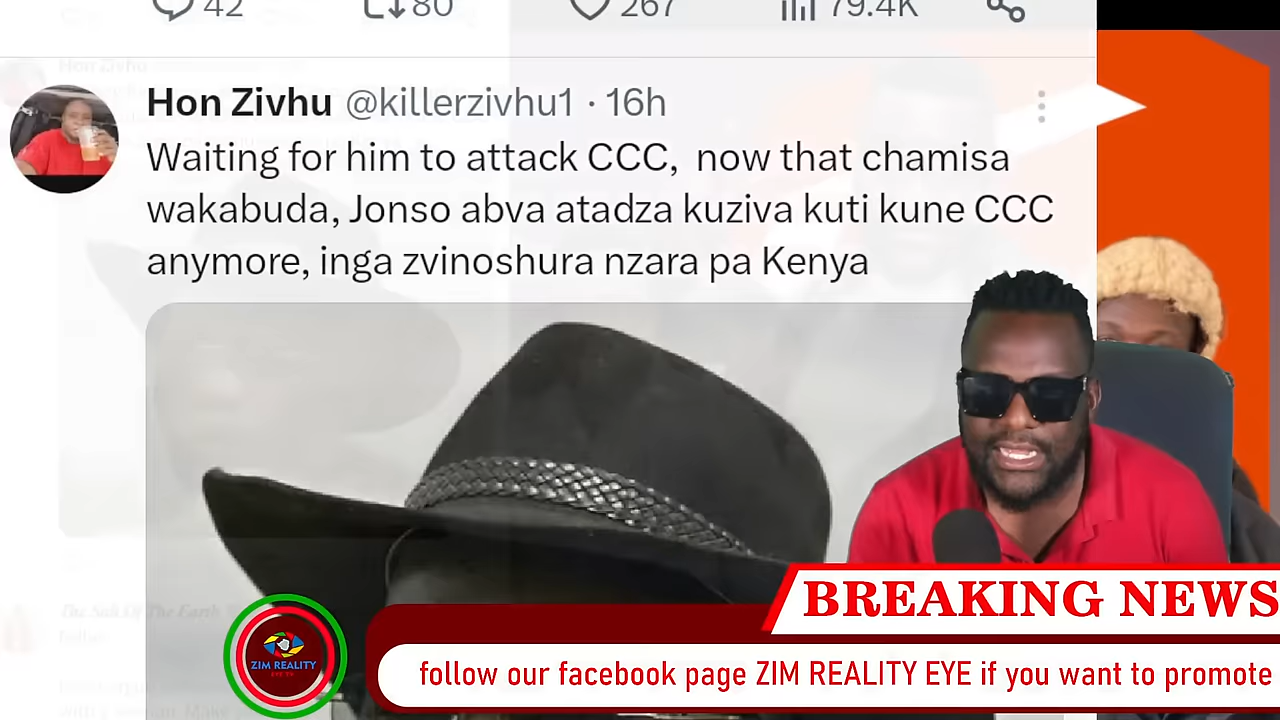 42 80 267 79.4K
Hon Zivhu @killerzivhu1 · 16h
Waiting for him to attack CCC, now that chamisa
wakabuda, Jonso abva atadza kuziva kuti kune CCC
anymore, inga zvinoshura nzara pa Kenya
BREAKING NEWS
ZIM REALITY
EYE TV
follow our facebook page ZIM REALITY EYE if you want to promote